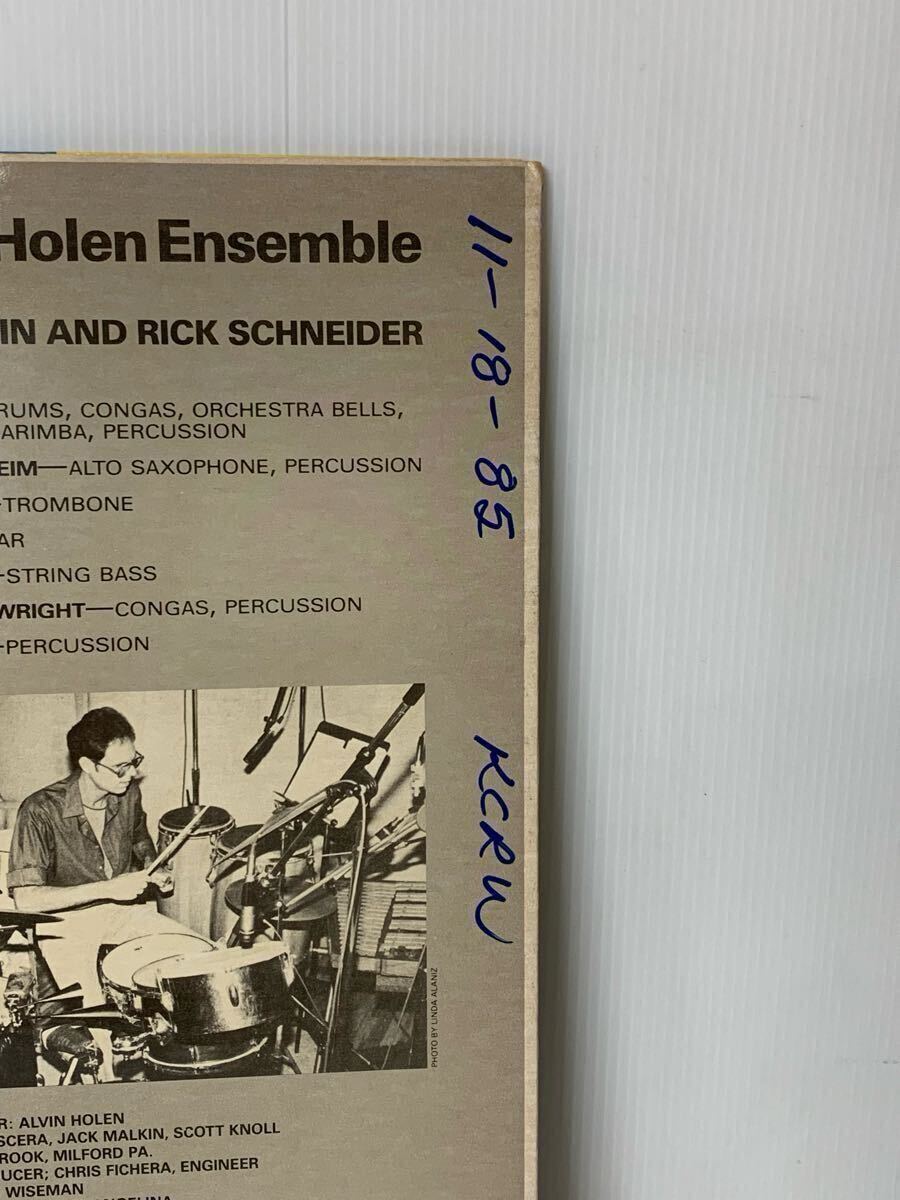 Holen Ensemble
IN AND RICK SCHNEIDER
RUMS, CONGAS, ORCHESTRA BELLS,
ARIMBA, PERCUSSION
EIM—ALTO SAXOPHONE, PERCUSSION
-TROMBONE
AR
-STRING BASS
WRIGHT—CONGAS, PERCUSSION
-PERCUSSION
PHOTO BY LINDA ALANIZ
R: ALVIN HOLEN
SCERA, JACK MALKIN, SCOTT KNOLL
ROOK, MILFORD PA.
UCER; CHRIS FICHERA, ENGINEER
WISEMAN
11-18-85
KCRW